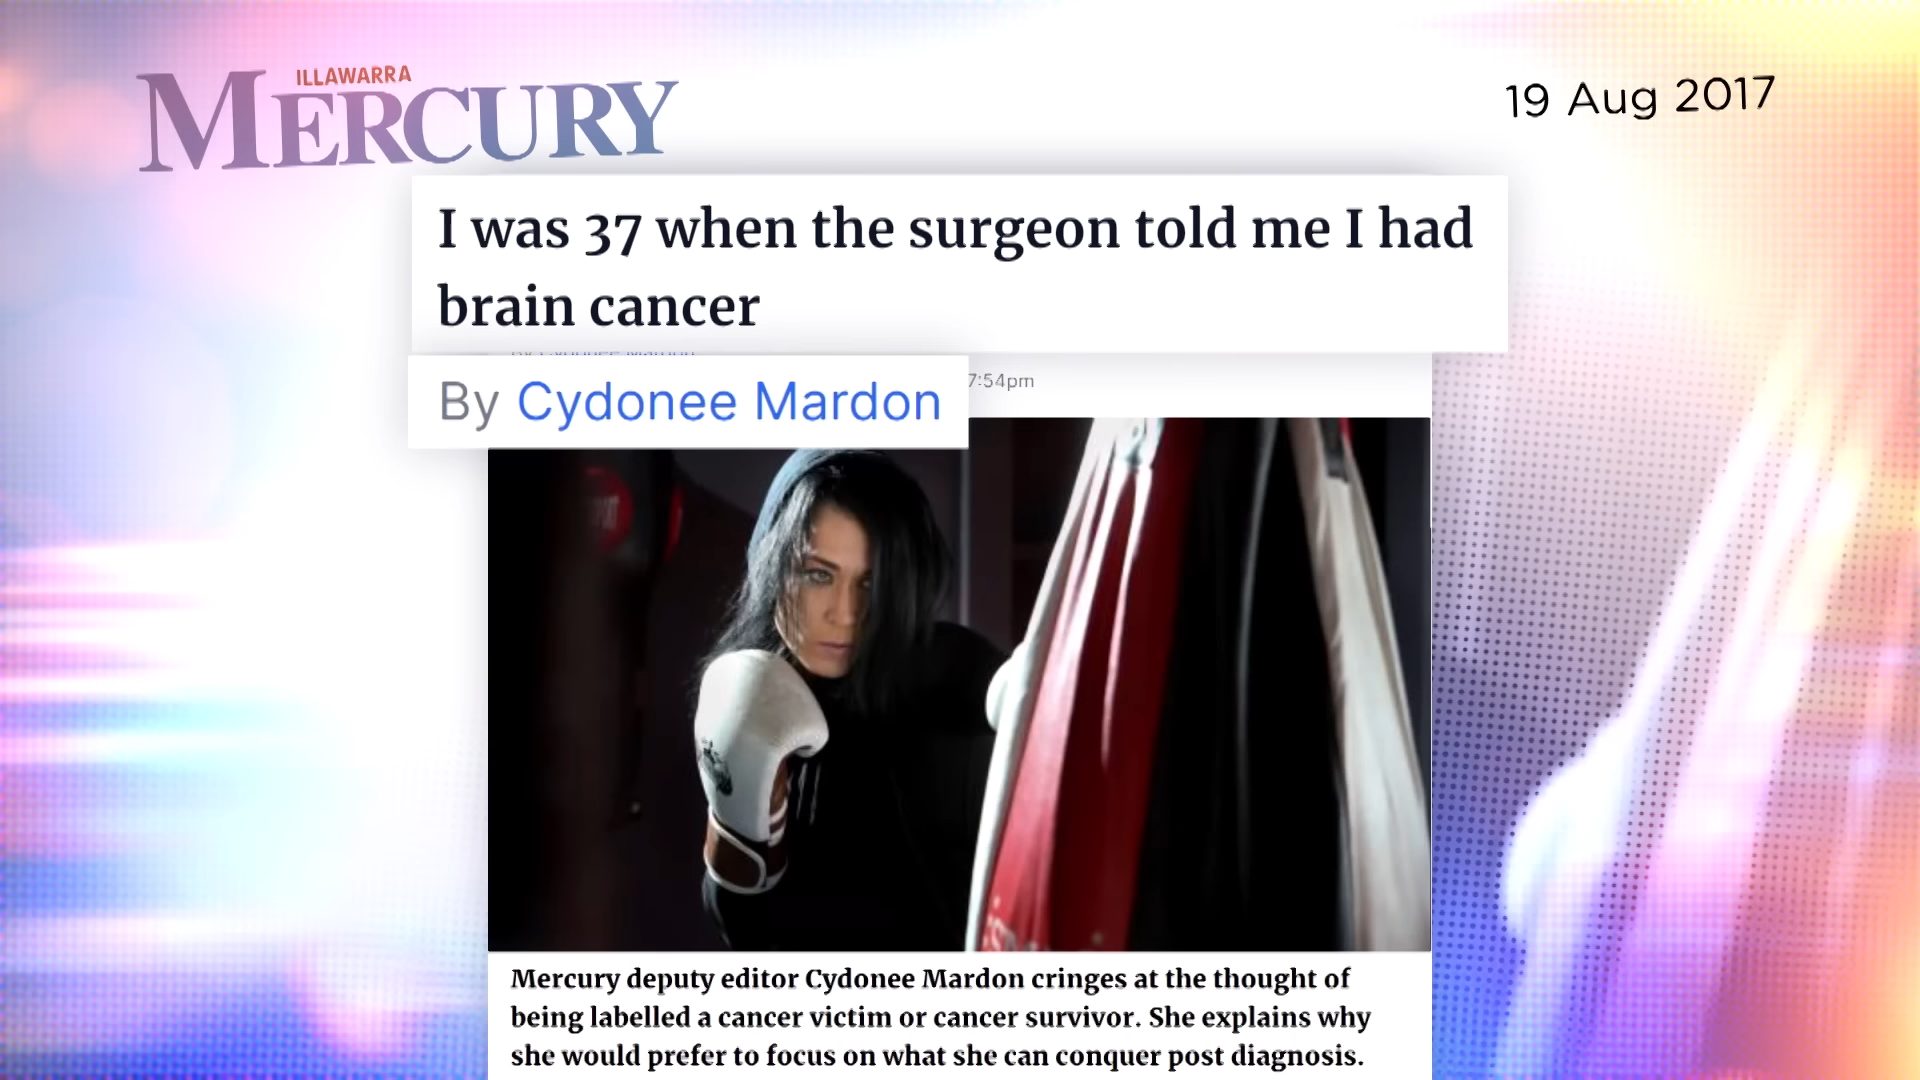 ILLAWARRA
MERCURY
19 Aug 2017
I was 37 when the surgeon told me I had
brain cancer
By Cydonee Mardon
7:54pm
Mercury deputy editor Cydonee Mardon cringes at the thought of
being labelled a cancer victim or cancer survivor. She explains why
she would prefer to focus on what she can conquer post diagnosis.